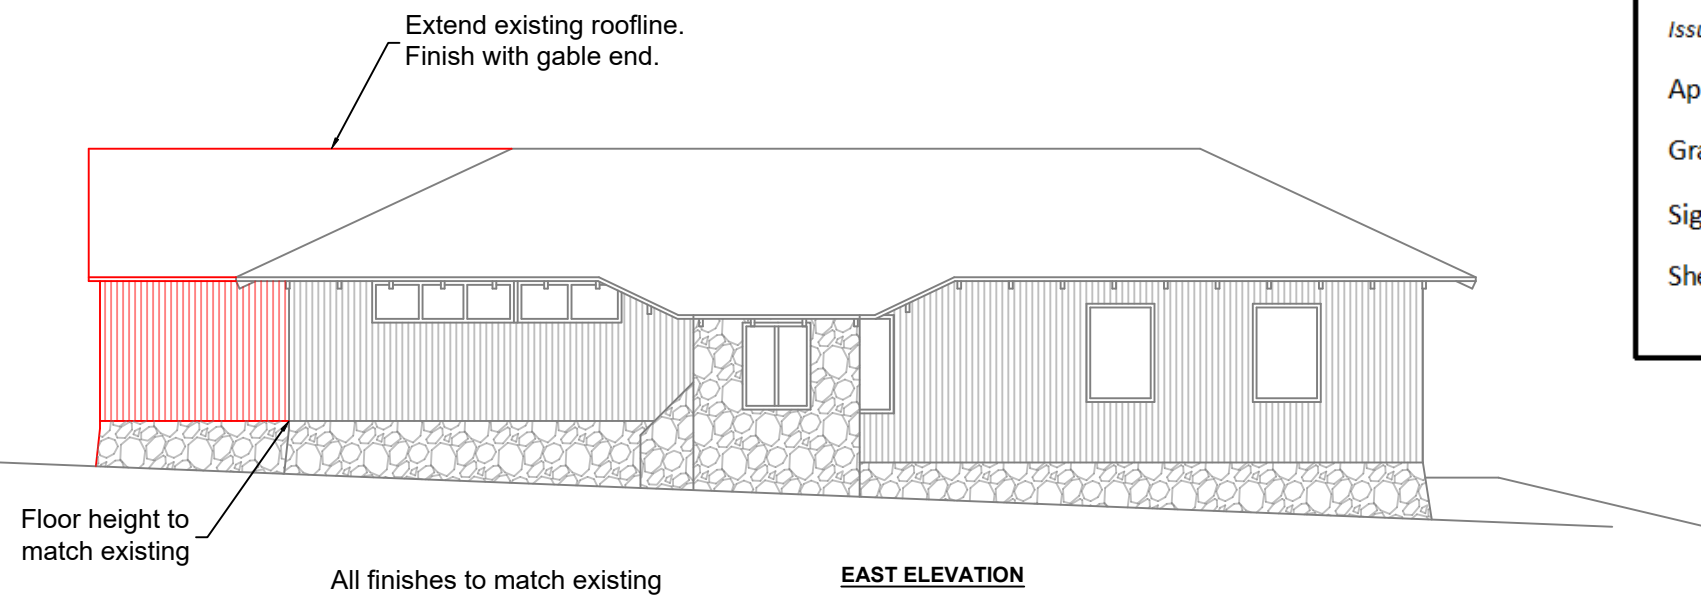 Extend existing roofline.
Finish with gable end.
Floor height to
match existing
All finishes to match existing
EAST ELEVATION